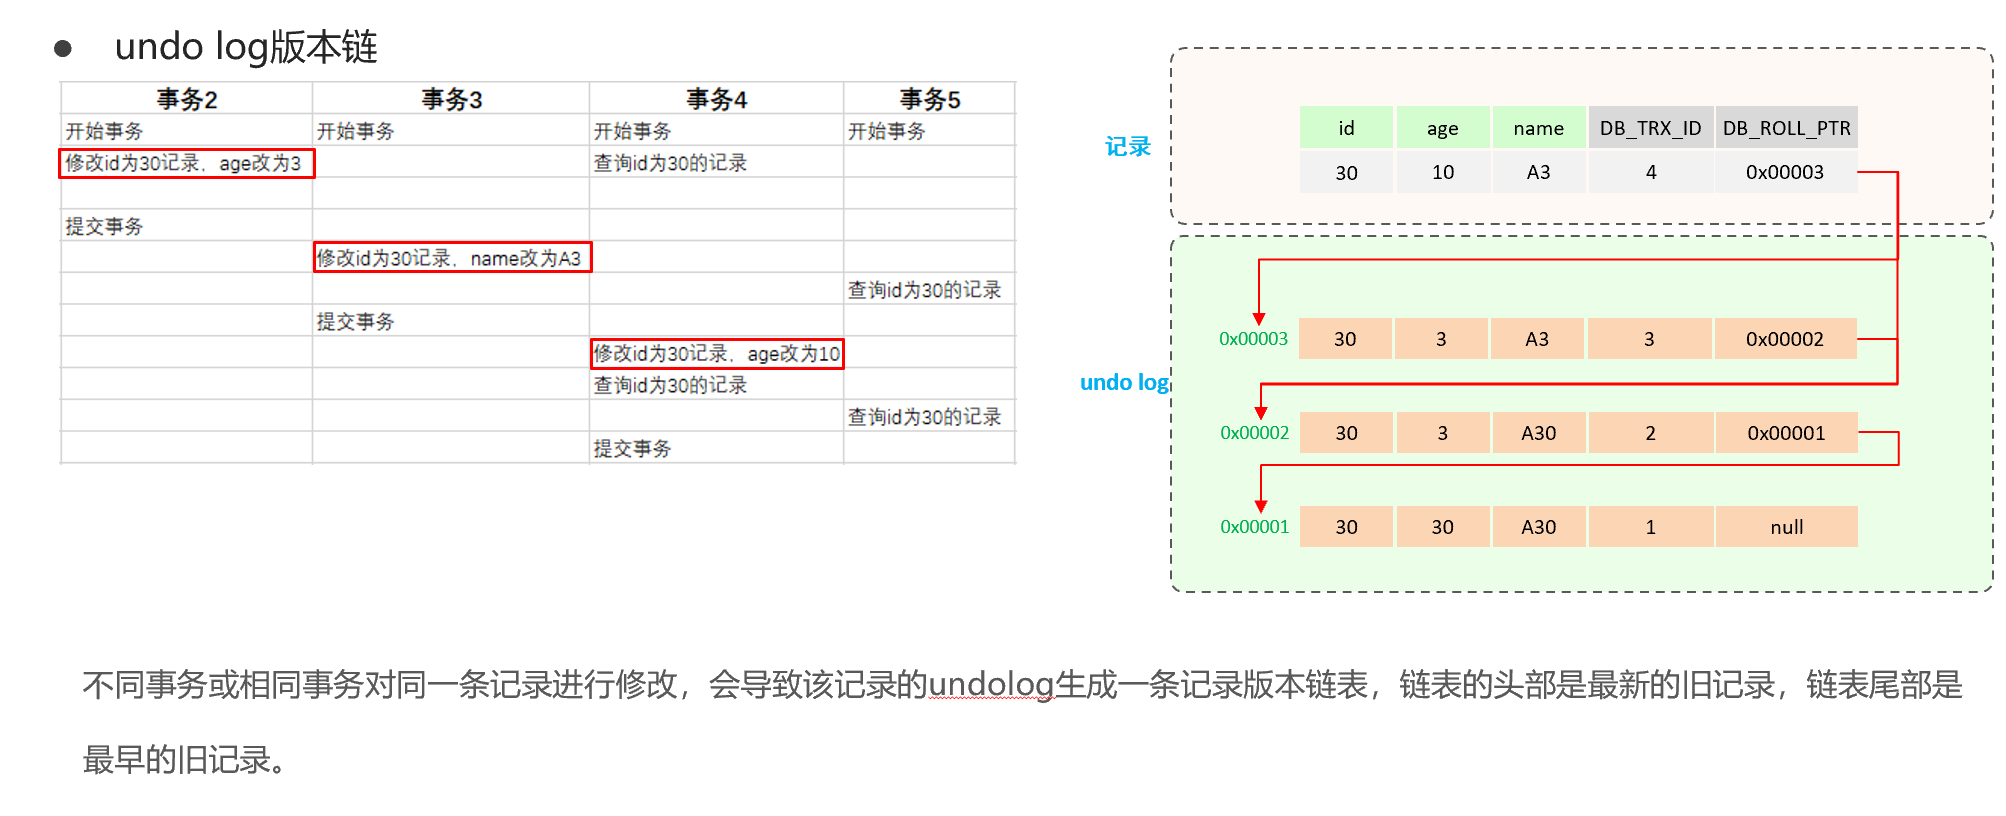 ● undo log版本链
事务2 事务3 事务4 事务5
开始事务 开始事务 开始事务 开始事务
修改id为30记录，age改为3 查询id为30的记录
提交事务
修改id为30记录，name改为A3
查询id为30的记录
提交事务
修改id为30记录，age改为10
查询id为30的记录
查询id为30的记录
提交事务
记录
id age name DB_TRX_ID DB_ROLL_PTR
30 10 A3 4 0x00003
undo log
0x00003 30 3 A3 3 0x00002
0x00002 30 3 A30 2 0x00001
0x00001 30 30 A30 1 null
不同事务或相同事务对同一条记录进行修改，会导致该记录的undolog生成一条记录版本链表，链表的头部是最新的旧记录，链表尾部是
最早的旧记录。